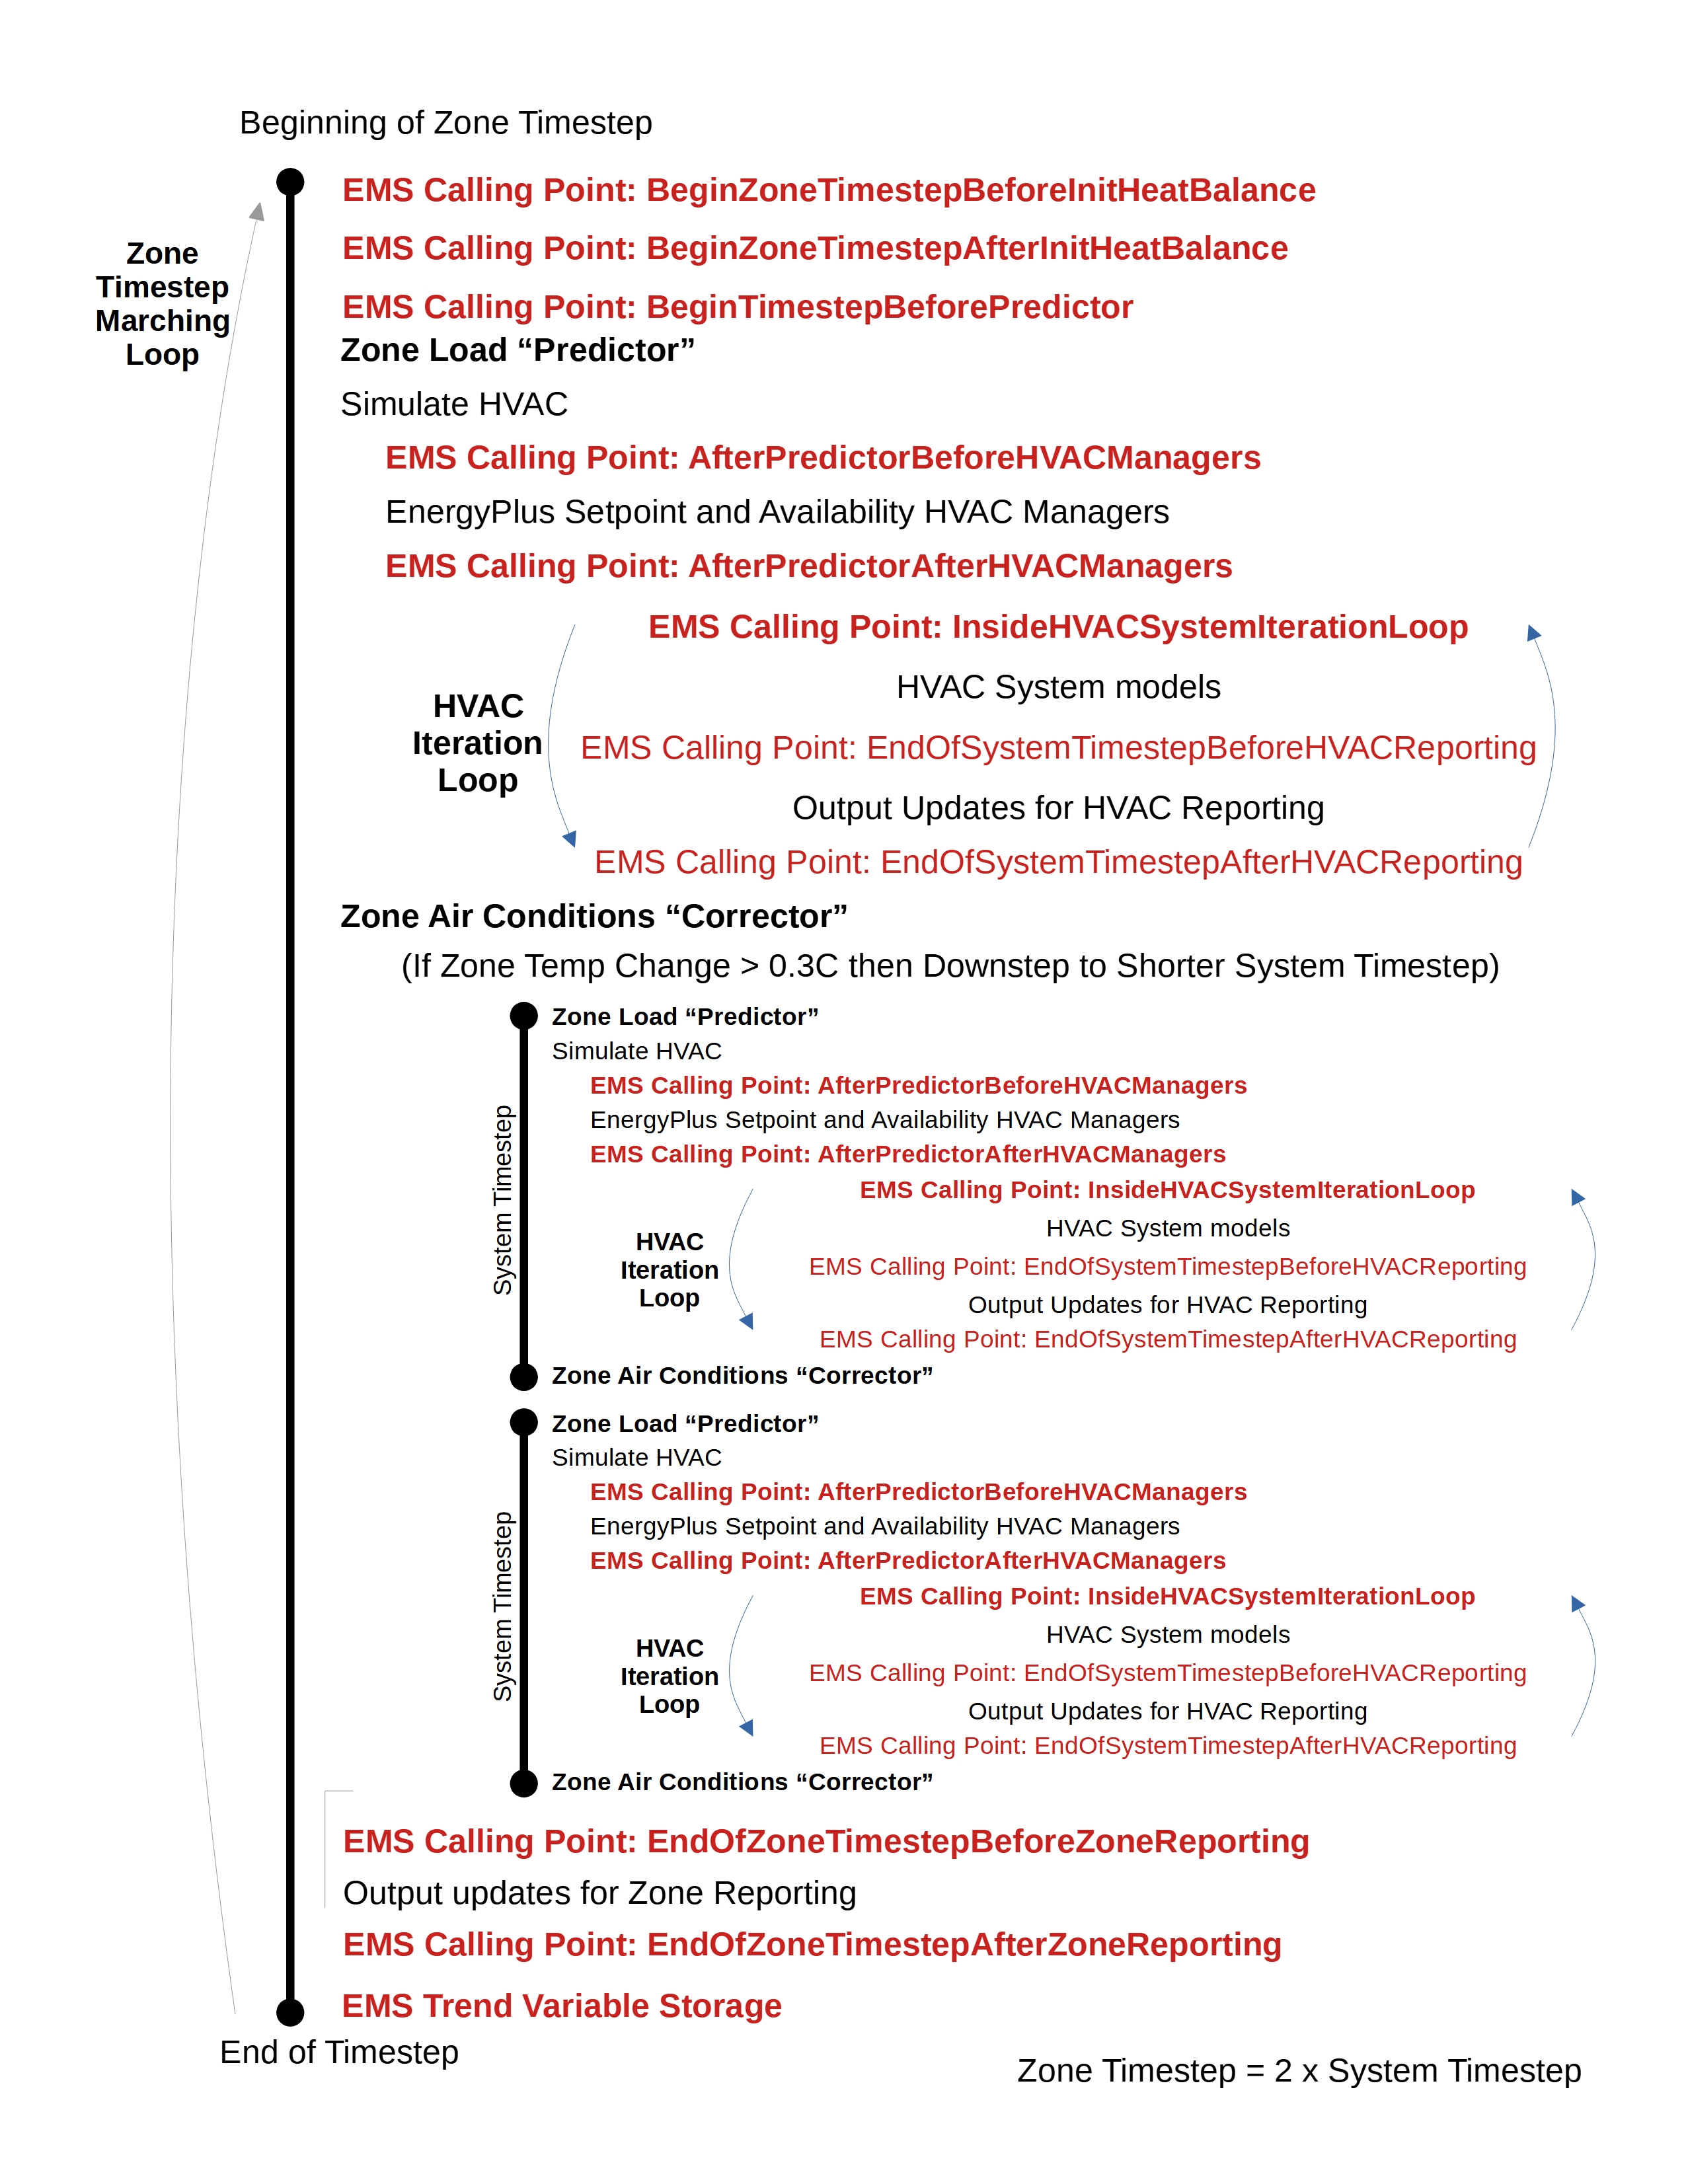 Beginning of Zone Timestep
EMS Calling Point: BeginZoneTimestepBeforeInitHeatBalance
EMS Calling Point: BeginZoneTimestepAfterInitHeatBalance
Zone
Timestep
Marching
Loop
EMS Calling Point: BeginTimestepBeforePredictor
Zone Load “Predictor”
Simulate HVAC
EMS Calling Point: AfterPredictorBeforeHVACManagers
EnergyPlus Setpoint and Availability HVAC Managers
EMS Calling Point: AfterPredictorAfterHVACManagers
EMS Calling Point: InsideHVACSystemIterationLoop
HVAC System models
HVAC
Iteration
Loop
EMS Calling Point: EndOfSystemTimestepBeforeHVACReporting
Output Updates for HVAC Reporting
EMS Calling Point: EndOfSystemTimestepAfterHVACReporting
Zone Air Conditions “Corrector”
(If Zone Temp Change > 0.3C then Downstep to Shorter System Timestep)
System Timestep
Zone Load “Predictor”
Simulate HVAC
EMS Calling Point: AfterPredictorBeforeHVACManagers
EnergyPlus Setpoint and Availability HVAC Managers
EMS Calling Point: AfterPredictorAfterHVACManagers
EMS Calling Point: InsideHVACSystemIterationLoop
HVAC System models
HVAC
Iteration
Loop
EMS Calling Point: EndOfSystemTimestepBeforeHVACReporting
Output Updates for HVAC Reporting
EMS Calling Point: EndOfSystemTimestepAfterHVACReporting
Zone Air Conditions “Corrector”
System Timestep
Zone Load “Predictor”
Simulate HVAC
EMS Calling Point: AfterPredictorBeforeHVACManagers
EnergyPlus Setpoint and Availability HVAC Managers
EMS Calling Point: AfterPredictorAfterHVACManagers
EMS Calling Point: InsideHVACSystemIterationLoop
HVAC System models
HVAC
Iteration
Loop
EMS Calling Point: EndOfSystemTimestepBeforeHVACReporting
Output Updates for HVAC Reporting
EMS Calling Point: EndOfSystemTimestepAfterHVACReporting
Zone Air Conditions “Corrector”
EMS Calling Point: EndOfZoneTimestepBeforeZoneReporting
Output updates for Zone Reporting
EMS Calling Point: EndOfZoneTimestepAfterZoneReporting
EMS Trend Variable Storage
End of Timestep
Zone Timestep = 2 x System Timestep